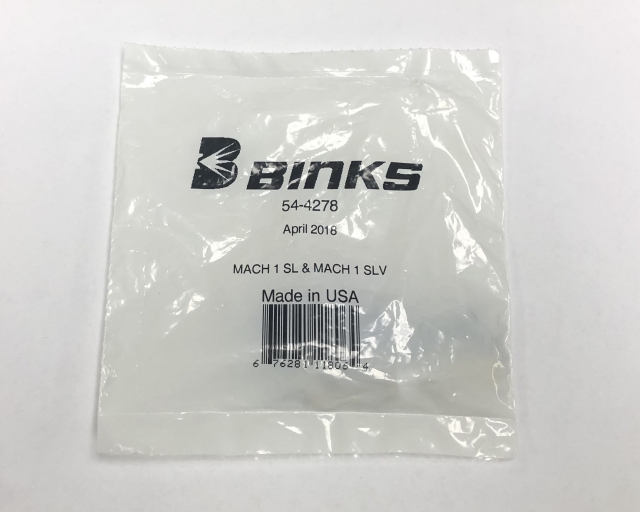 BINKS
54-4278
April 2018
MACH 1 SL & MACH 1 SLV
Made in USA
6 76281 11806 4